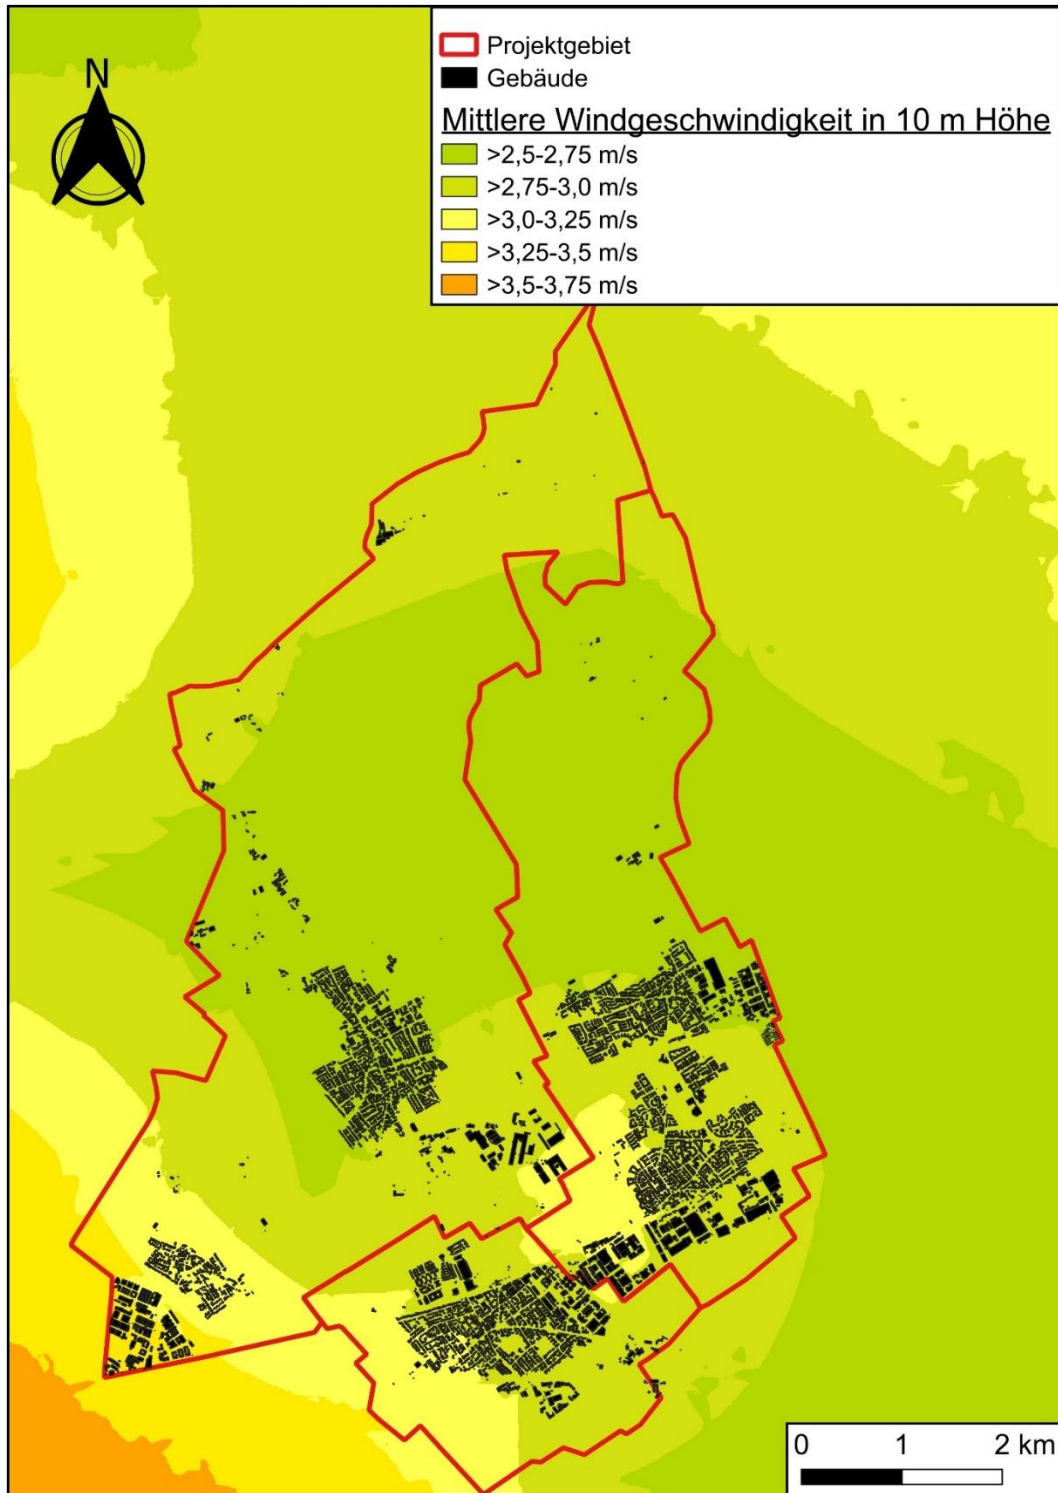 N
Projektgebiet
Gebäude
Mittlere Windgeschwindigkeit in 10 m Höhe
>2,5-2,75 m/s
>2,75-3,0 m/s
>3,0-3,25 m/s
>3,25-3,5 m/s
>3,5-3,75 m/s
0 1 2 km